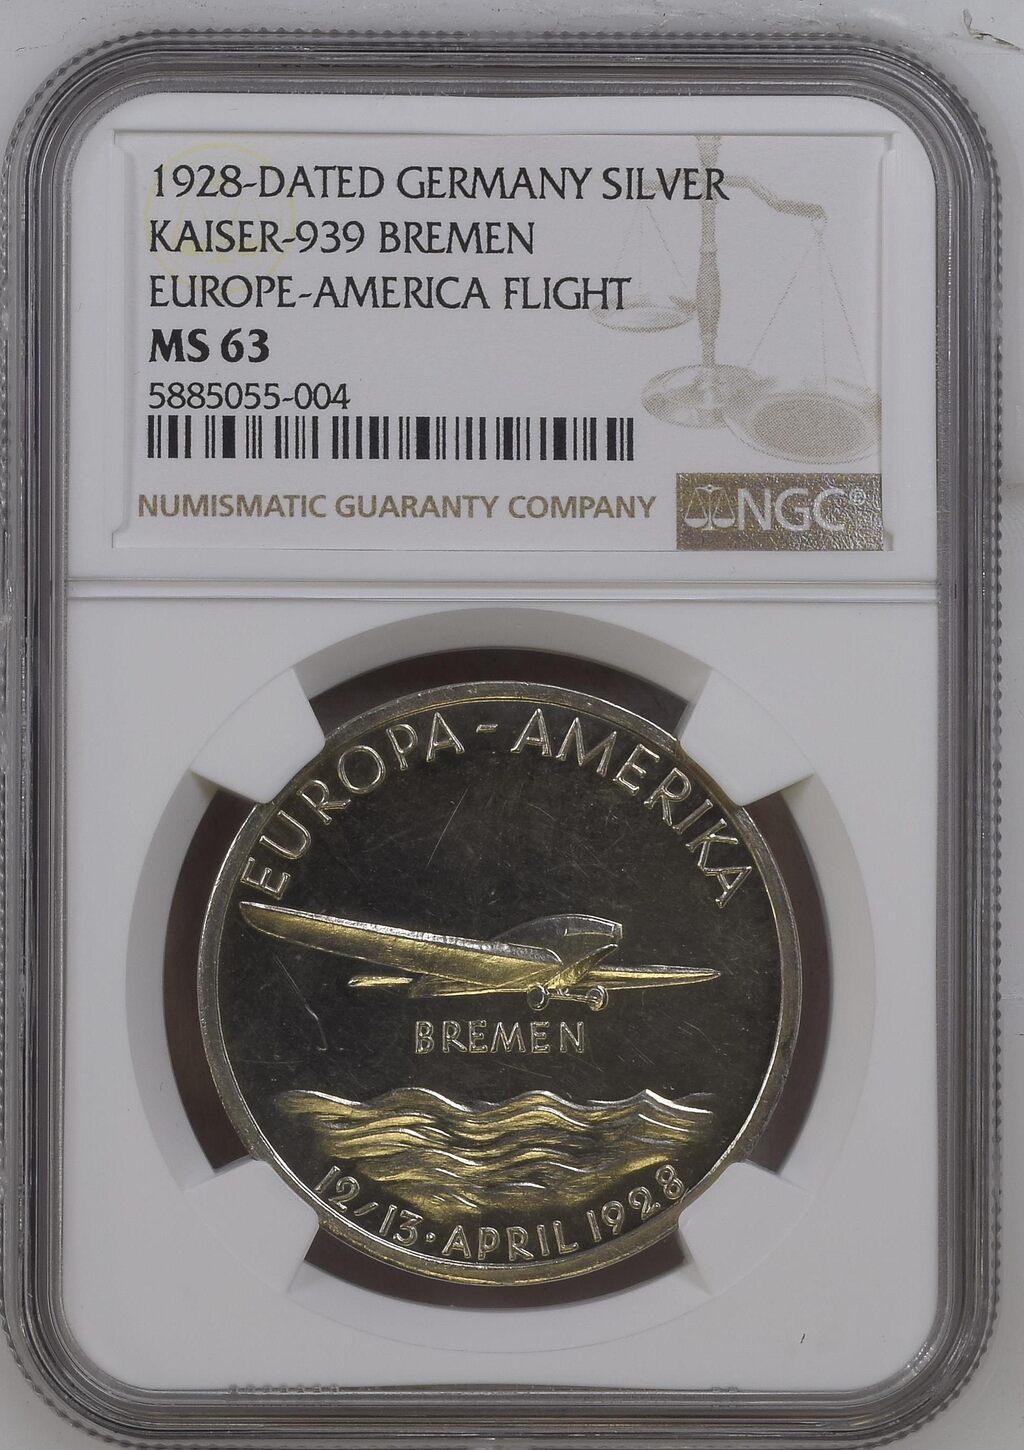 1928-DATED GERMANY SILVER
KAISER-939 BREMEN
EUROPE-AMERICA FLIGHT
MS 63
5885055-004
NUMISMATIC GUARANTY COMPANY
NGC®
EUROPA - AMERIKA
BREMEN
12/13. APRIL 1928